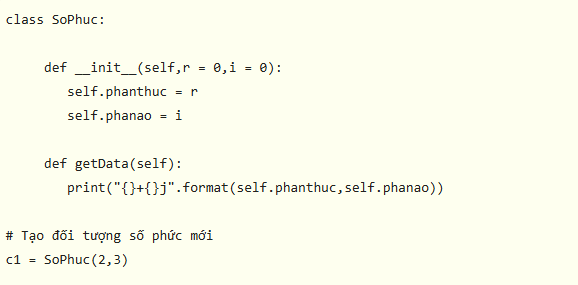 class SoPhuc:
def __init__(self,r = 0,i = 0):
self.phanthuc = r
self.phanao = i
def getData(self):
print("{}+{}j".format(self.phanthuc,self.phanao))
# Tạo đối tượng số phức mới
c1 = SoPhuc(2,3)